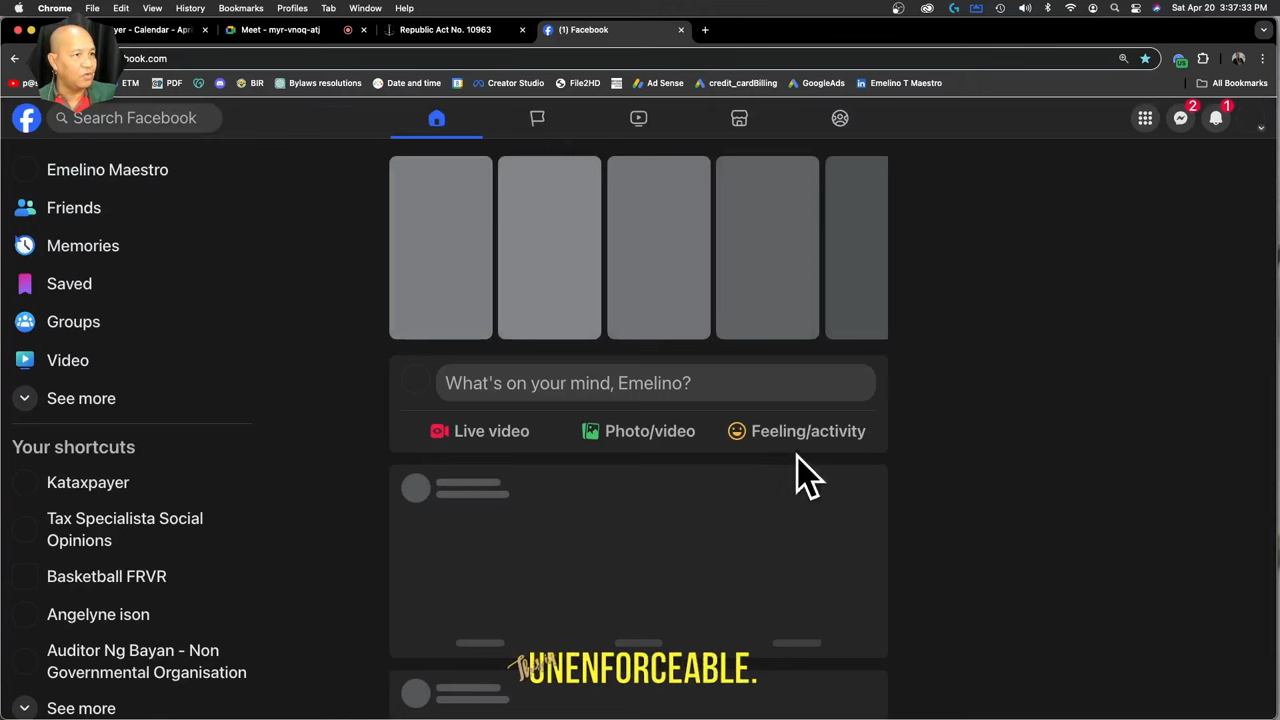 Chrome File Edit View History Bookmarks Profiles Tab Window Help Sat Apr 20 3:37:33 PM
yer - Calendar - Apri Meet - myr-vnoq-atj Republic Act No. 10963 (1) Facebook
book.com
ETM PDF BIR Bylaws resolutions Date and time Creator Studio File2HD Ad Sense credit_cardBilling GoogleAds Emelino T Maestro All Bookmarks
Search Facebook 2 1
Emelino Maestro
Friends
Memories
Saved
Groups
Video
See more
What's on your mind, Emelino?
Live video Photo/video Feeling/activity
Your shortcuts
Kataxpayer
Tax Specialista Social
Opinions
Basketball FRVR
Angelyne ison
Auditor Ng Bayan - Non
Governmental Organisation
See more
UNENFORCEABLE.